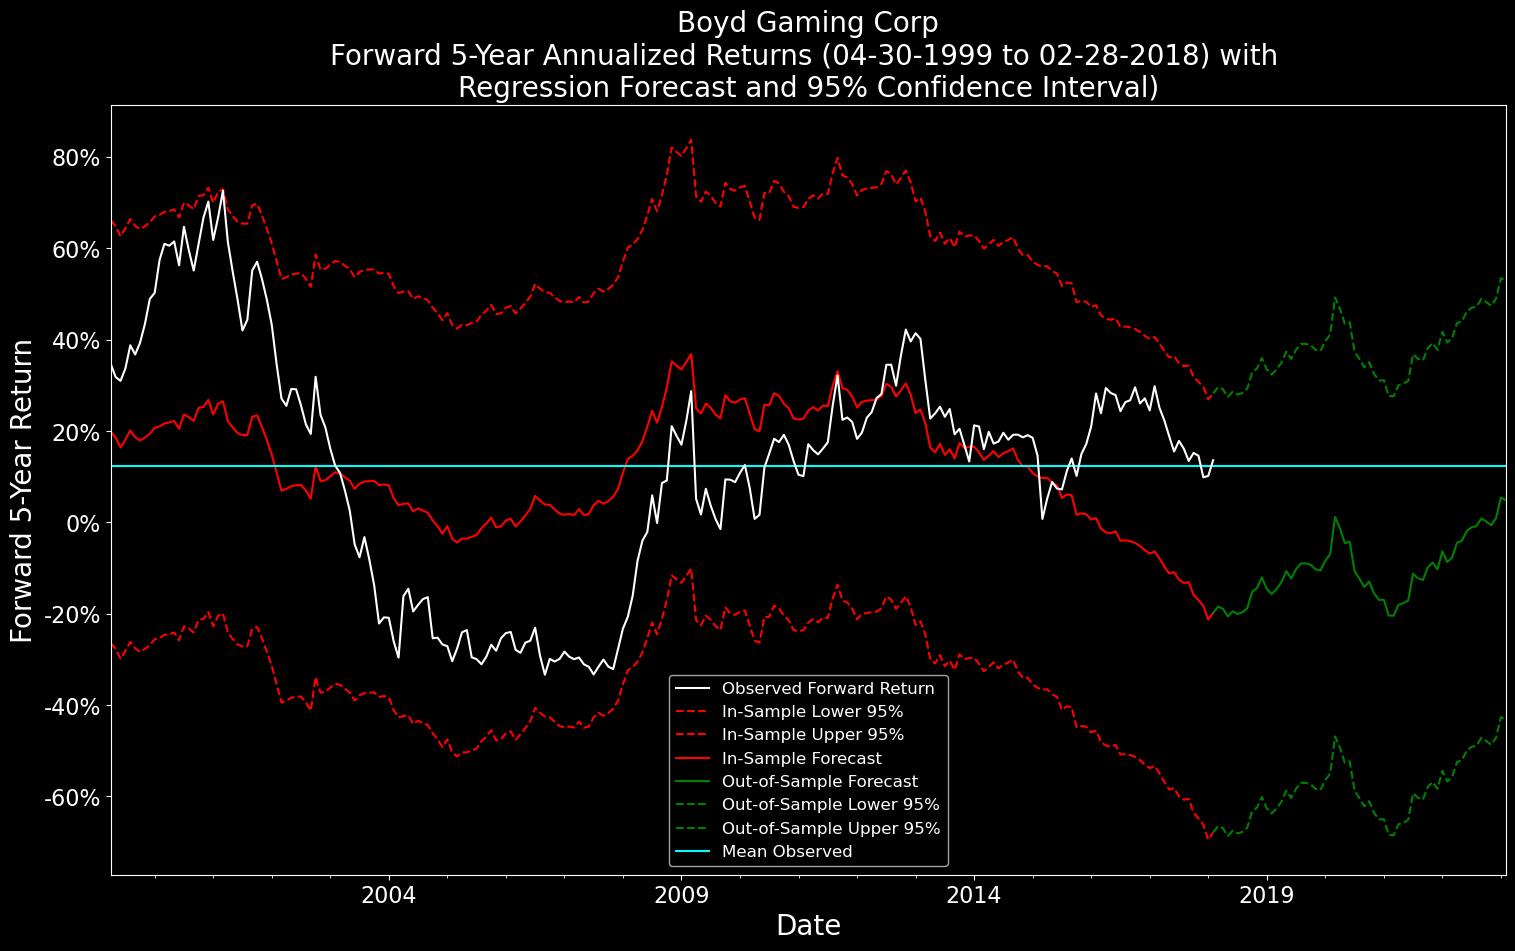 Boyd Gaming Corp
Forward 5-Year Annualized Returns (04-30-1999 to 02-28-2018) with
Regression Forecast and 95% Confidence Interval)
Forward 5-Year Return
80%
60%
40%
20%
0%
-20%
-40%
-60%
Observed Forward Return
In-Sample Lower 95%
In-Sample Upper 95%
In-Sample Forecast
Out-of-Sample Forecast
Out-of-Sample Lower 95%
Out-of-Sample Upper 95%
Mean Observed
2004 2009 2014 2019
Date